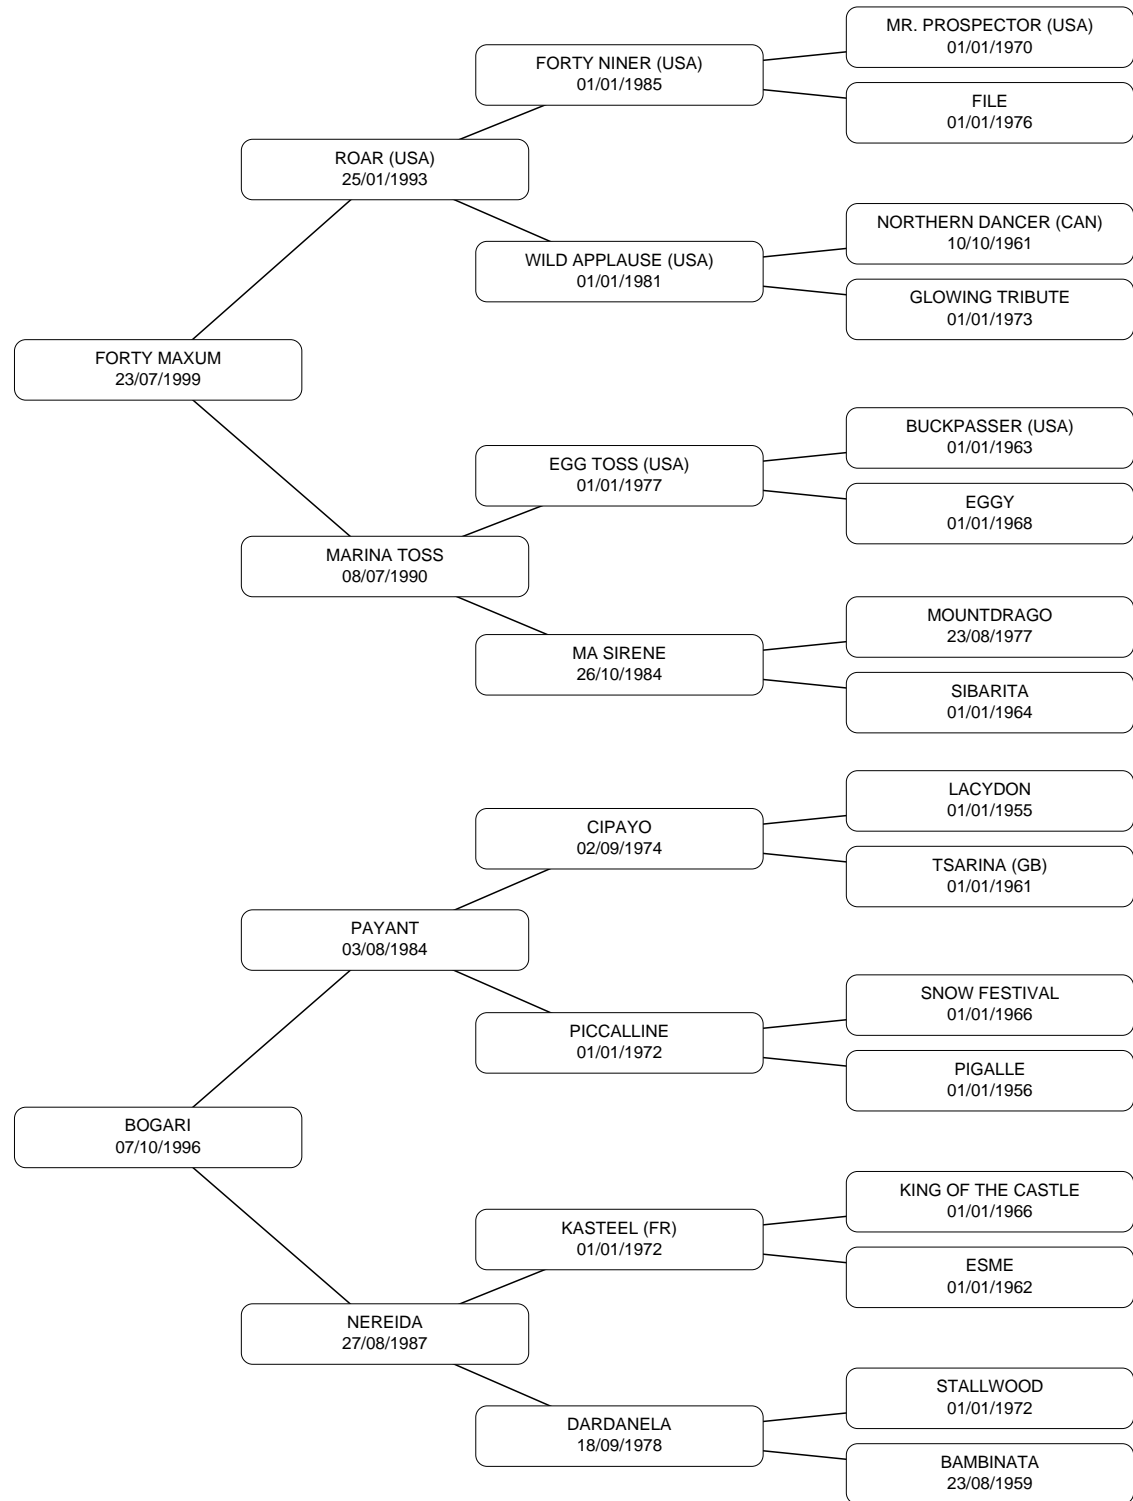 MR. PROSPECTOR (USA)
01/01/1970
FORTY NINER (USA)
01/01/1985
FILE
01/01/1976
ROAR (USA)
25/01/1993
NORTHERN DANCER (CAN)
10/10/1961
WILD APPLAUSE (USA)
01/01/1981
GLOWING TRIBUTE
01/01/1973
FORTY MAXUM
23/07/1999
BUCKPASSER (USA)
01/01/1963
EGG TOSS (USA)
01/01/1977
EGGY
01/01/1968
MARINA TOSS
08/07/1990
MOUNTDRAGO
23/08/1977
MA SIRENE
26/10/1984
SIBARITA
01/01/1964
LACYDON
01/01/1955
CIPAYO
02/09/1974
TSARINA (GB)
01/01/1961
PAYANT
03/08/1984
SNOW FESTIVAL
01/01/1966
PICCALLINE
01/01/1972
PIGALLE
01/01/1956
BOGARI
07/10/1996
KING OF THE CASTLE
01/01/1966
KASTEEL (FR)
01/01/1972
ESME
01/01/1962
NEREIDA
27/08/1987
STALLWOOD
01/01/1972
DARDANELA
18/09/1978
BAMBINATA
23/08/1959